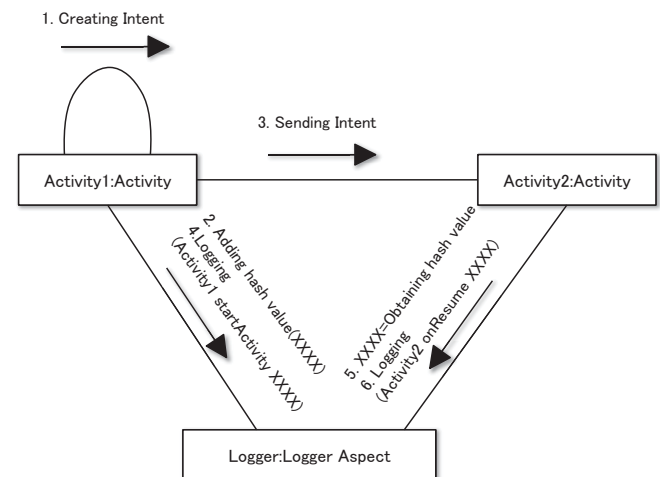 1. Creating Intent
3. Sending Intent
Activity1:Activity
Activity2:Activity
2. Adding hash value(XXXX)
4.Logging
(Activity1 startActivity XXXX)
5. XXXX=Obtaining hash value
6. Logging
(Activity2 onResume XXXX)
Logger:Logger Aspect